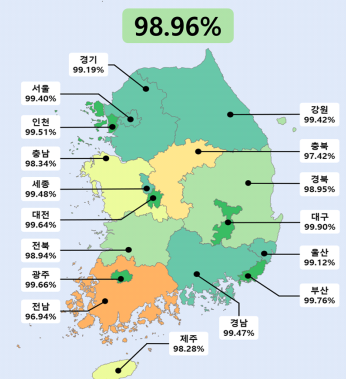 98.96%
경기
99.19%
서울
99.40%
인천
99.51%
충남
98.34%
세종
99.48%
대전
99.64%
전북
98.94%
광주
99.66%
전남
96.94%
강원
99.42%
충북
97.42%
경북
98.95%
대구
99.90%
울산
99.12%
부산
99.76%
경남
99.47%
제주
98.28%